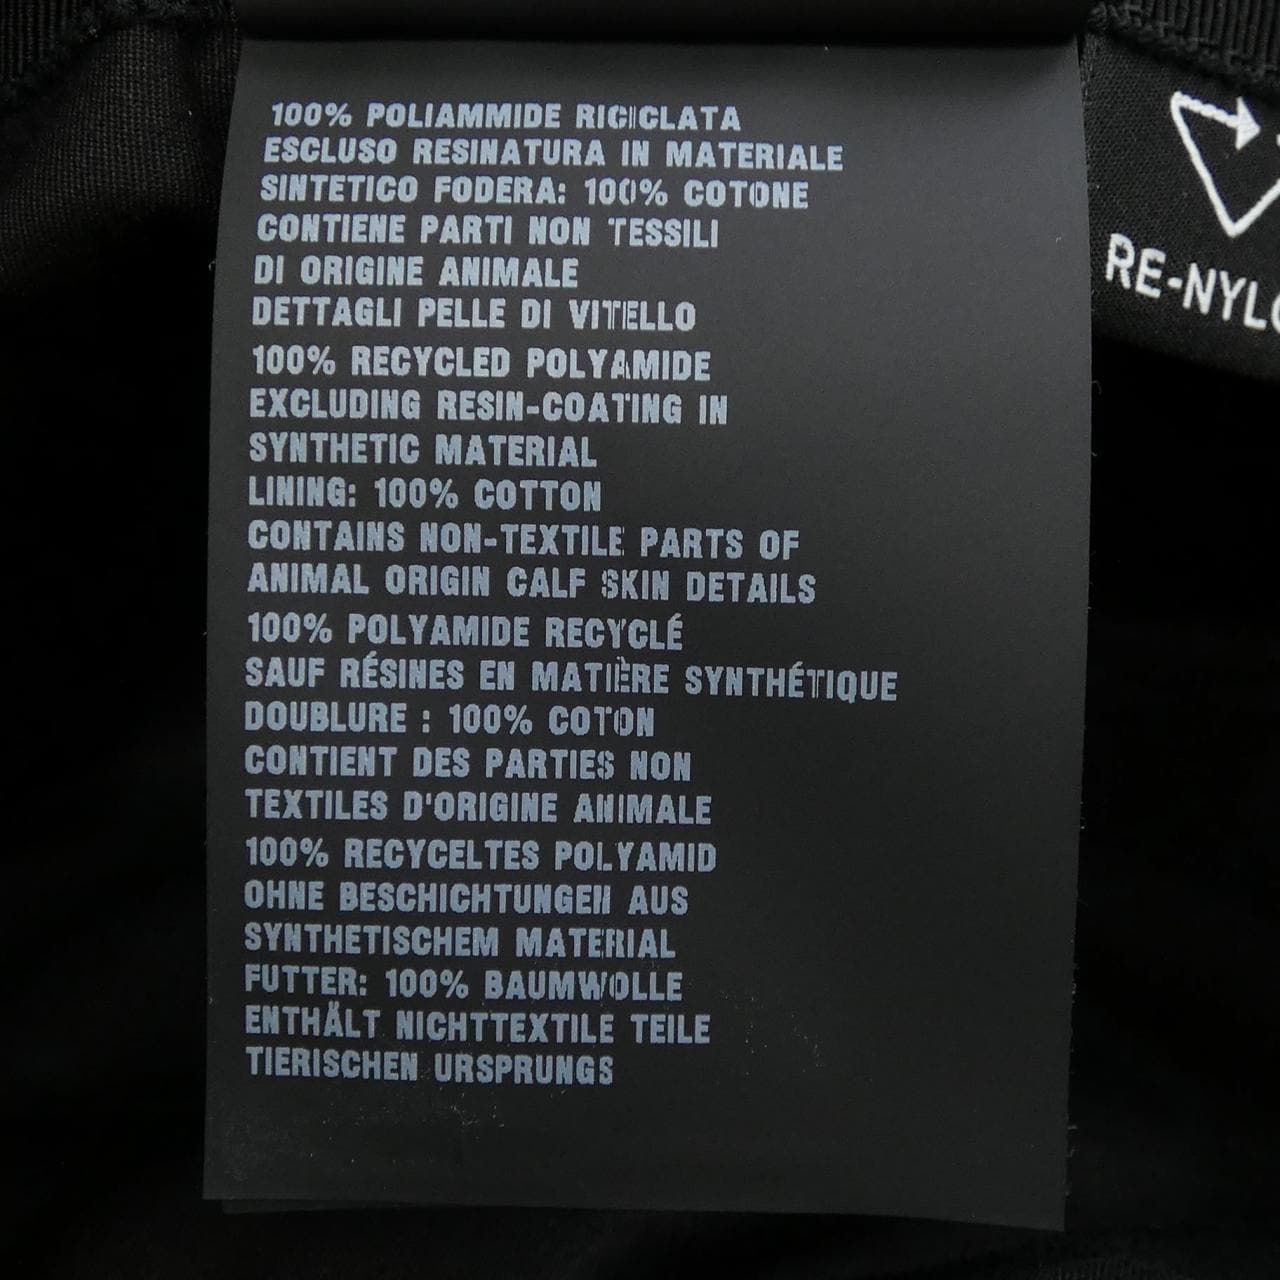 100% POLIAMMIDE RICICLATA
ESCLUSO RESINATURA IN MATERIALE
SINTETICO FODERA: 100% COTONE
CONTIENE PARTI NON TESSILI
DI ORIGINE ANIMALE
DETTAGLI PELLE DI VITELLO
100% RECYCLED POLYAMIDE
EXCLUDING RESIN-COATING IN
SYNTHETIC MATERIAL
LINING: 100% COTTON
CONTAINS NON-TEXTILE PARTS OF
ANIMAL ORIGIN CALF SKIN DETAILS
100% POLYAMIDE RECYCLÉ
SAUF RÉSINES EN MATIÈRE SYNTHÉTIQUE
DOUBLURE : 100% COTON
CONTIENT DES PARTIES NON
TEXTILES D'ORIGINE ANIMALE
100% RECYCELTES POLYAMID
OHNE BESCHICHTUNGEN AUS
SYNTHETISCHEM MATERIAL
FUTTER: 100% BAUMWOLLE
ENTHÄLT NICHTTEXTILE TEILE
TIERISCHEN URSPRUNGS